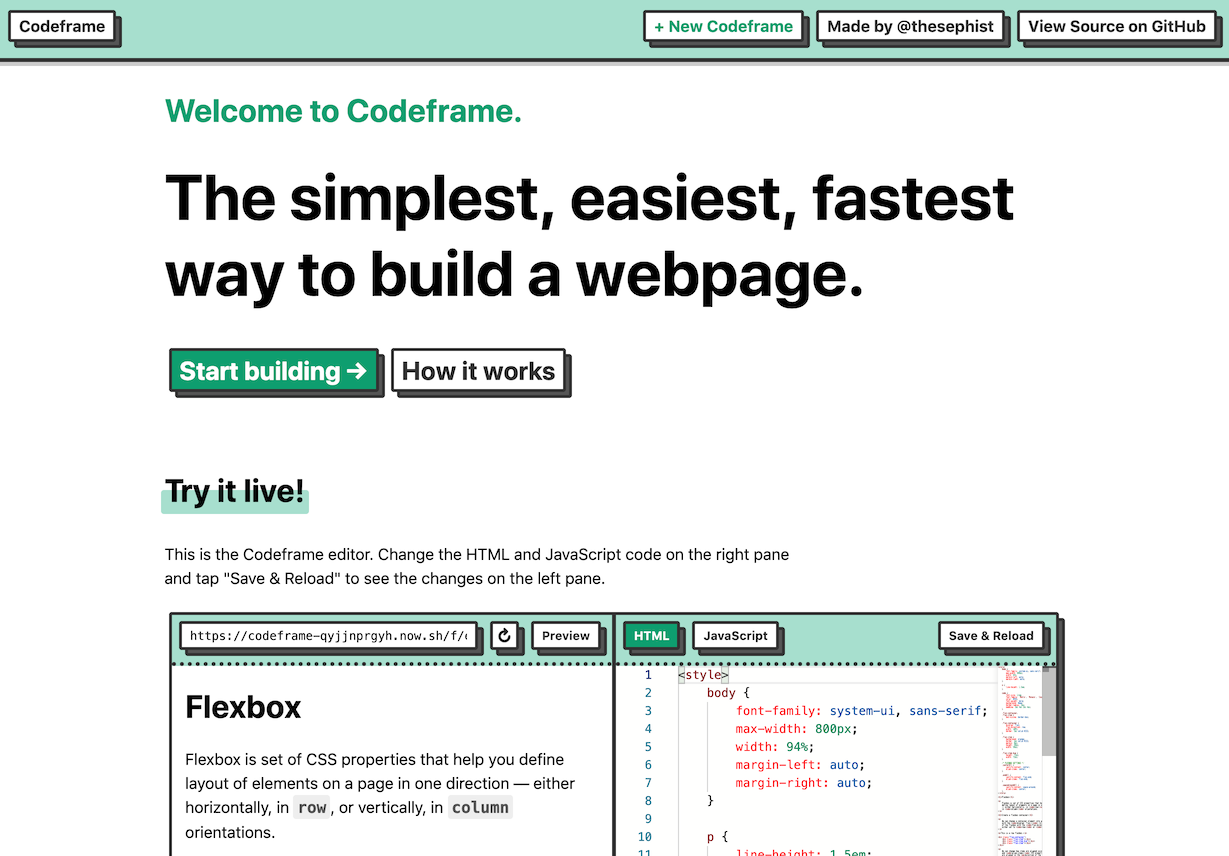 Codeframe
+ New Codeframe
Made by @thesephist
View Source on GitHub
Welcome to Codeframe.
The simplest, easiest, fastest
way to build a webpage.
Start building →
How it works
Try it live!
This is the Codeframe editor. Change the HTML and JavaScript code on the right pane
and tap "Save & Reload" to see the changes on the left pane.
https://codeframe-qyjjnprgyh.now.sh/f/
Preview
HTML
JavaScript
Save & Reload
Flexbox
Flexbox is set of CSS properties that help you define
layout of elements on a page in one direction — either
horizontally, in row, or vertically, in column
orientations.
1 <style>
2 body {
3 font-family: system-ui, sans-serif;
4 max-width: 800px;
5 width: 94%;
6 margin-left: auto;
7 margin-right: auto;
8 }
9
10 p {
11 line-height: 1.5em;